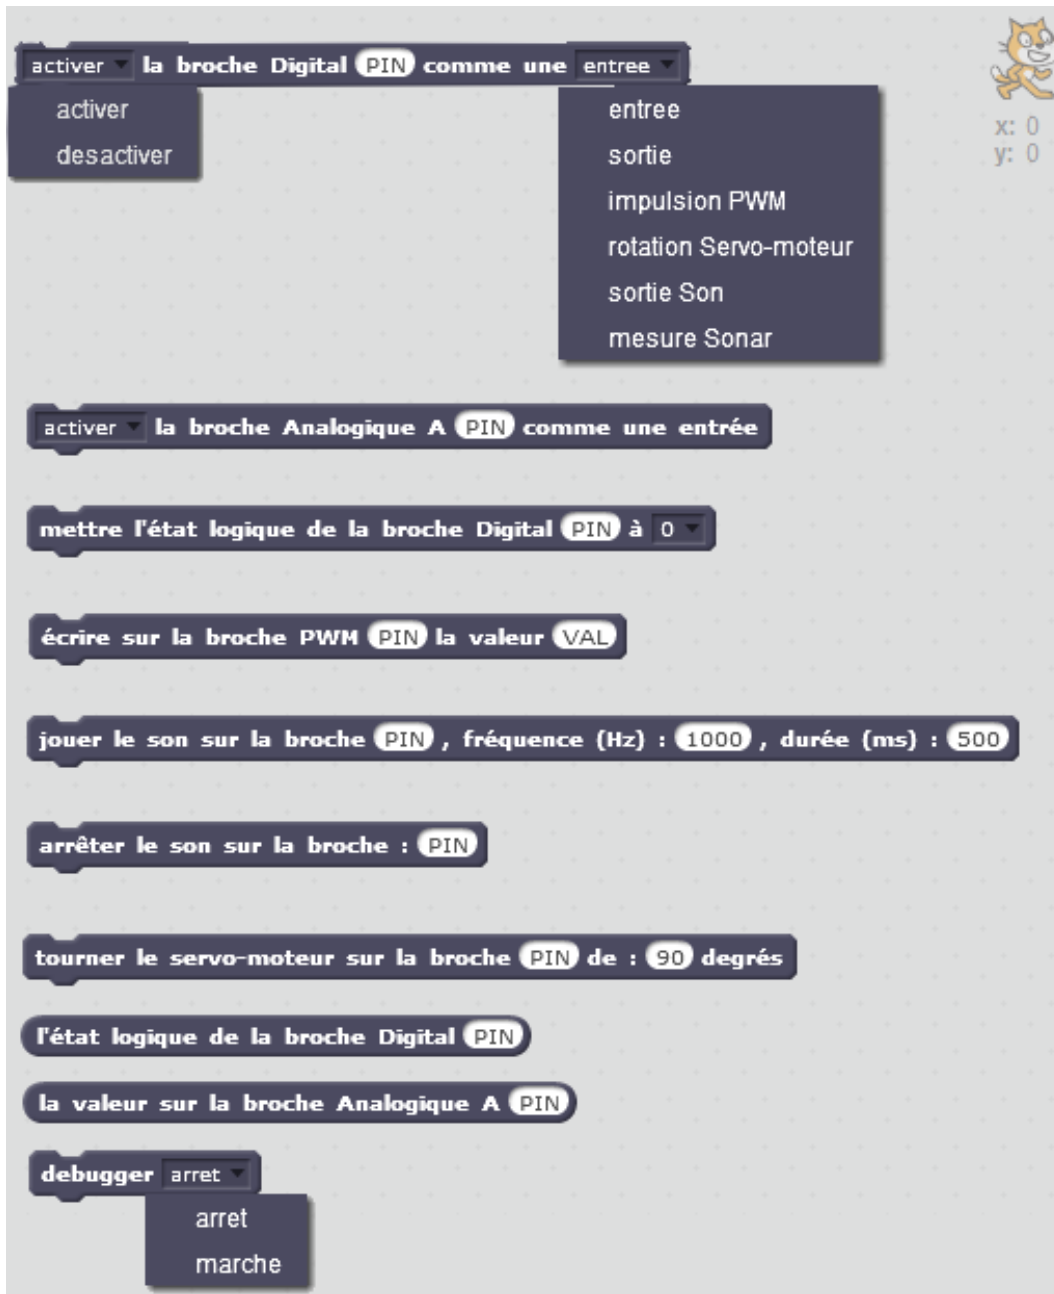 activer la broche Digital PIN comme une entree
activer
desactiver
entree
sortie
impulsion PWM
rotation Servo-moteur
sortie Son
mesure Sonar
x: 0
y: 0
activer la broche Analogique A PIN comme une entrée
mettre l'état logique de la broche Digital PIN à 0
écrire sur la broche PWM PIN la valeur VAL
jouer le son sur la broche PIN , fréquence (Hz) : 1000 , durée (ms) : 500
arrêter le son sur la broche : PIN
tourner le servo-moteur sur la broche PIN de : 90 degrés
l'état logique de la broche Digital PIN
la valeur sur la broche Analogique A PIN
debugger arret
arret
marche